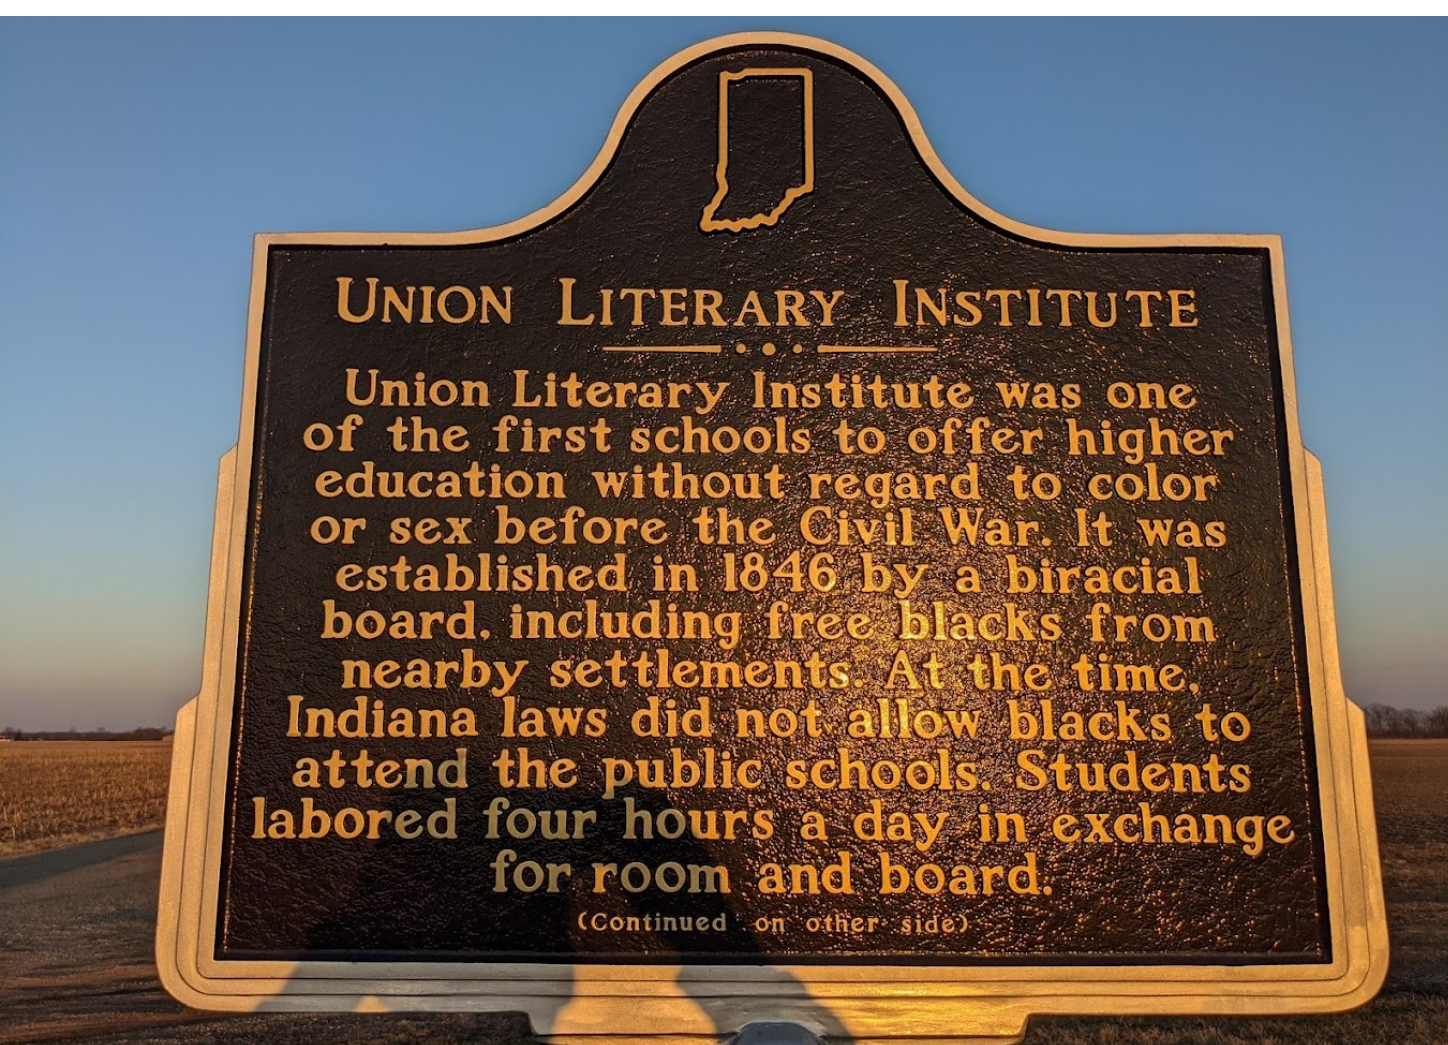 UNION LITERARY INSTITUTE
Union Literary Institute was one
of the first schools to offer higher
education without regard to color
or sex before the Civil War. It was
established in 1846 by a biracial
board, including free blacks from
nearby settlements. At the time,
Indiana laws did not allow blacks to
attend the public schools. Students
labored four hours a day in exchange
for room and board.
(Continued on other side)